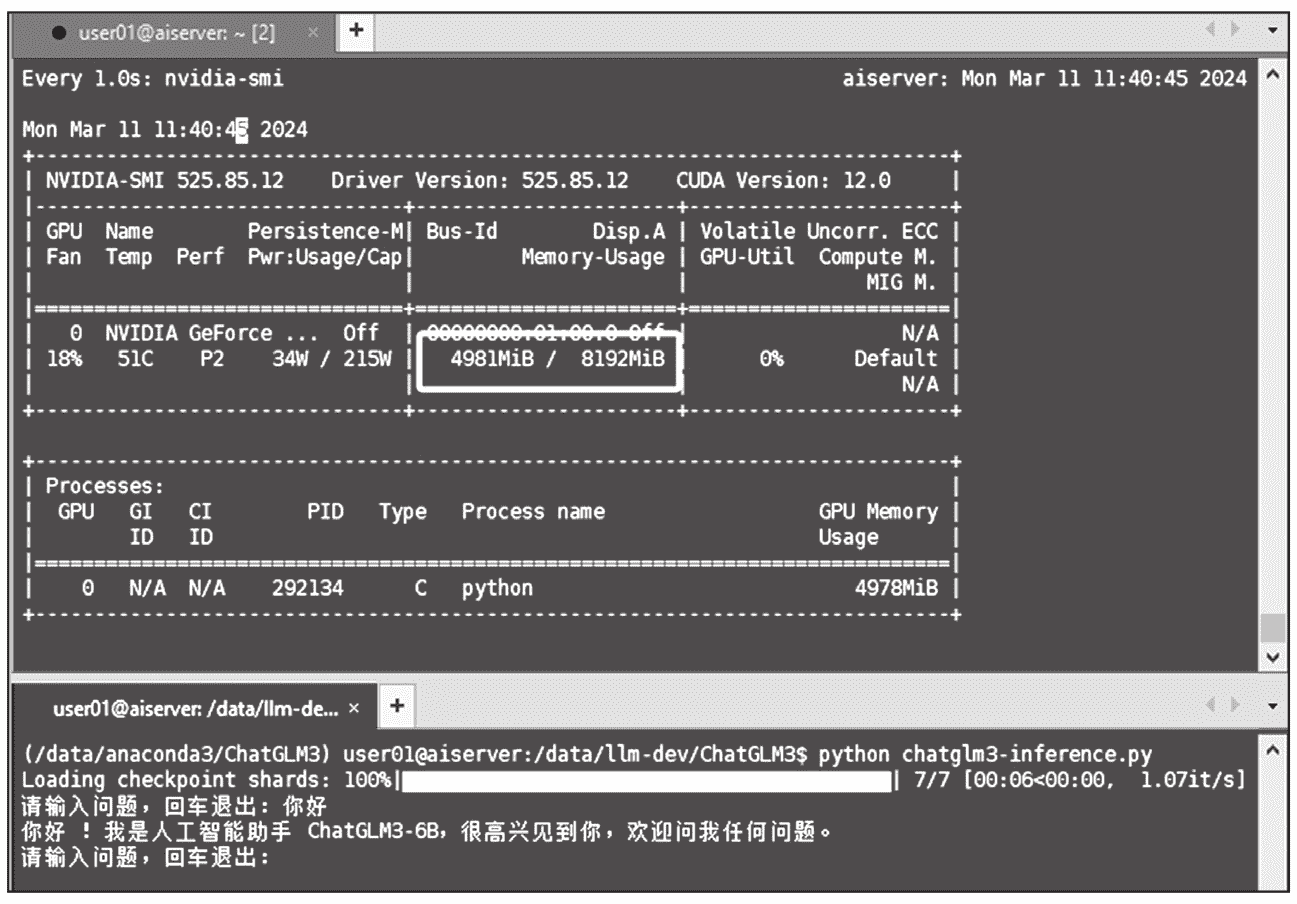 user01@aiserver: ~ [2] × +
Every 1.0s: nvidia-smi aiserver: Mon Mar 11 11:40:45 2024
Mon Mar 11 11:40:45 2024
+-----------------------------------------------------------------------------+
| NVIDIA-SMI 525.85.12    Driver Version: 525.85.12    CUDA Version: 12.0     |
|-------------------------------+----------------------+----------------------+
| GPU  Name        Persistence-M| Bus-Id        Disp.A | Volatile Uncorr. ECC |
| Fan  Temp  Perf  Pwr:Usage/Cap|         Memory-Usage | GPU-Util  Compute M. |
|                               |                      |               MIG M. |
|===============================+======================+======================|
|   0  NVIDIA GeForce ...  Off  | 00000000:01:00.0 Off |                  N/A |
| 18%   51C    P2    34W / 215W |   4981MiB /  8192MiB |      0%      Default |
|                               |                      |                  N/A |
+-------------------------------+----------------------+----------------------+
+-----------------------------------------------------------------------------+
| Processes:                                                                  |
|  GPU   GI   CI        PID   Type   Process name                  GPU Memory |
|        ID   ID                                                   Usage      |
|=============================================================================|
|    0   N/A  N/A    292134      C   python                           4978MiB |
+-----------------------------------------------------------------------------+
user01@aiserver: /data/llm-de... × +
(/data/anaconda3/ChatGLM3) user01@aiserver:/data/llm-dev/ChatGLM3$ python chatglm3-inference.py
Loading checkpoint shards: 100%| | 7/7 [00:06<00:00,  1.07it/s]
请输入问题，回车退出：你好
你好 ！我是人工智能助手 ChatGLM3-6B，很高兴见到你，欢迎问我任何问题。
请输入问题，回车退出：